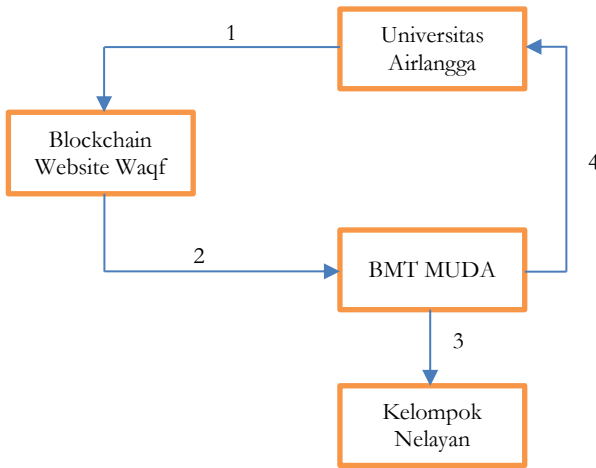 1
Universitas
Airlangga
Blockchain
Website Waqf
4
2
BMT MUDA
3
Kelompok
Nelayan